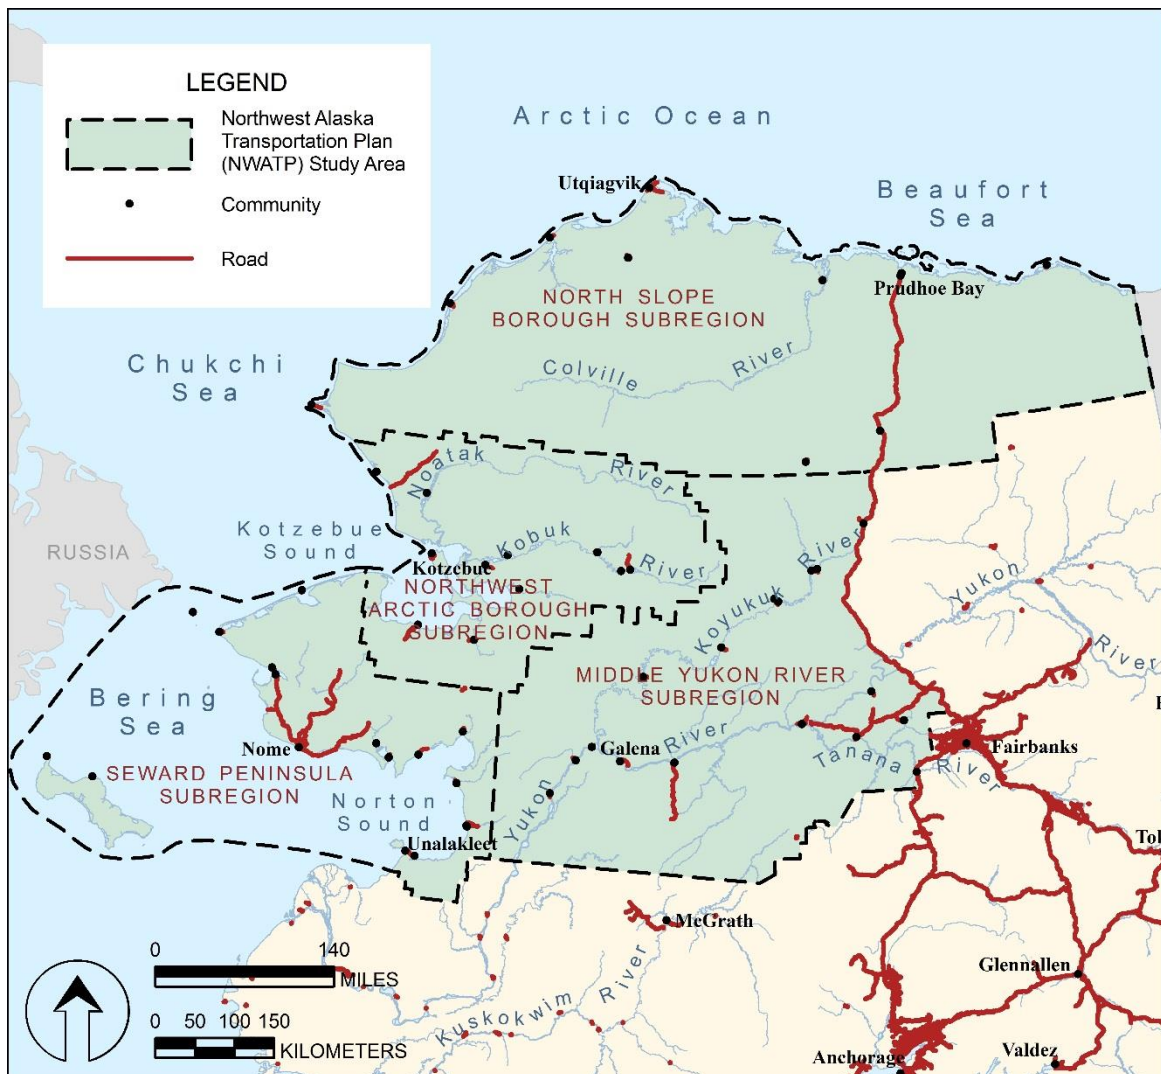 LEGEND
Northwest Alaska
Transportation Plan
(NWATP) Study Area
Community
Road
Arctic Ocean
Beaufort
Sea
Utqiagvik
Prudhoe Bay
NORTH SLOPE
BOROUGH SUBREGION
Colville River
Chukchi
Sea
Noatak River
Kotzebue
Sound
RUSSIA
Kobuk River
Kotzebue
NORTHWEST
ARCTIC BOROUGH
SUBREGION
Koyukuk River
Yukon River
MIDDLE YUKON RIVER
SUBREGION
Bering
Sea
Nome
SEWARD PENINSULA
SUBREGION
Norton
Sound
Unalakleet
Galena
Yukon River
Tanana River
Fairbanks
Tol
McGrath
Kuskokwim River
Glennallen
Anchorage
Valdez
0 140
MILES
0 50 100 150
KILOMETERS